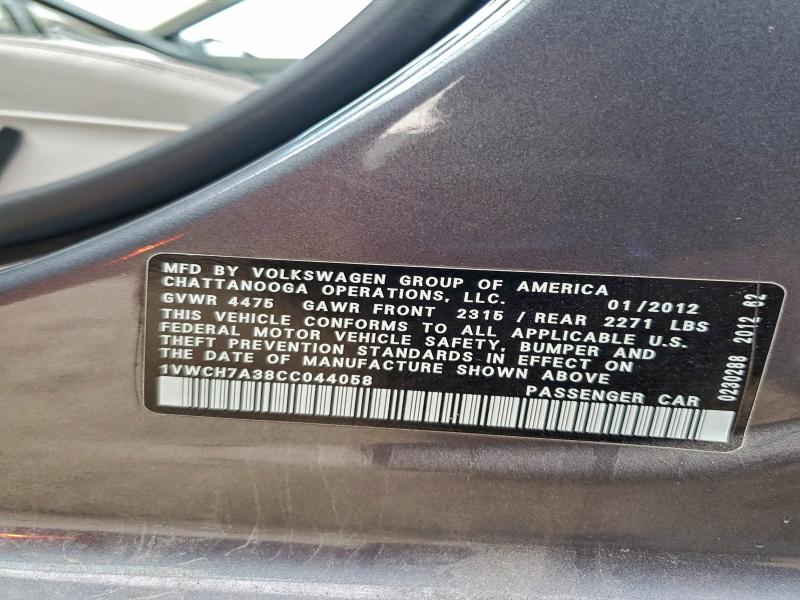 MFD BY VOLKSWAGEN GROUP OF AMERICA
CHATTANOOGA OPERATIONS, LLC. 01/2012
GVWR 4475 GAWR FRONT 2315 / REAR 2271 LBS
THIS VEHICLE CONFORMS TO ALL APPLICABLE U.S.
FEDERAL MOTOR VEHICLE SAFETY, BUMPER AND
THEFT PREVENTION STANDARDS IN EFFECT ON
THE DATE OF MANUFACTURE SHOWN ABOVE
1VWCH7A38CC044058
PASSENGER CAR
0230288 2012 62